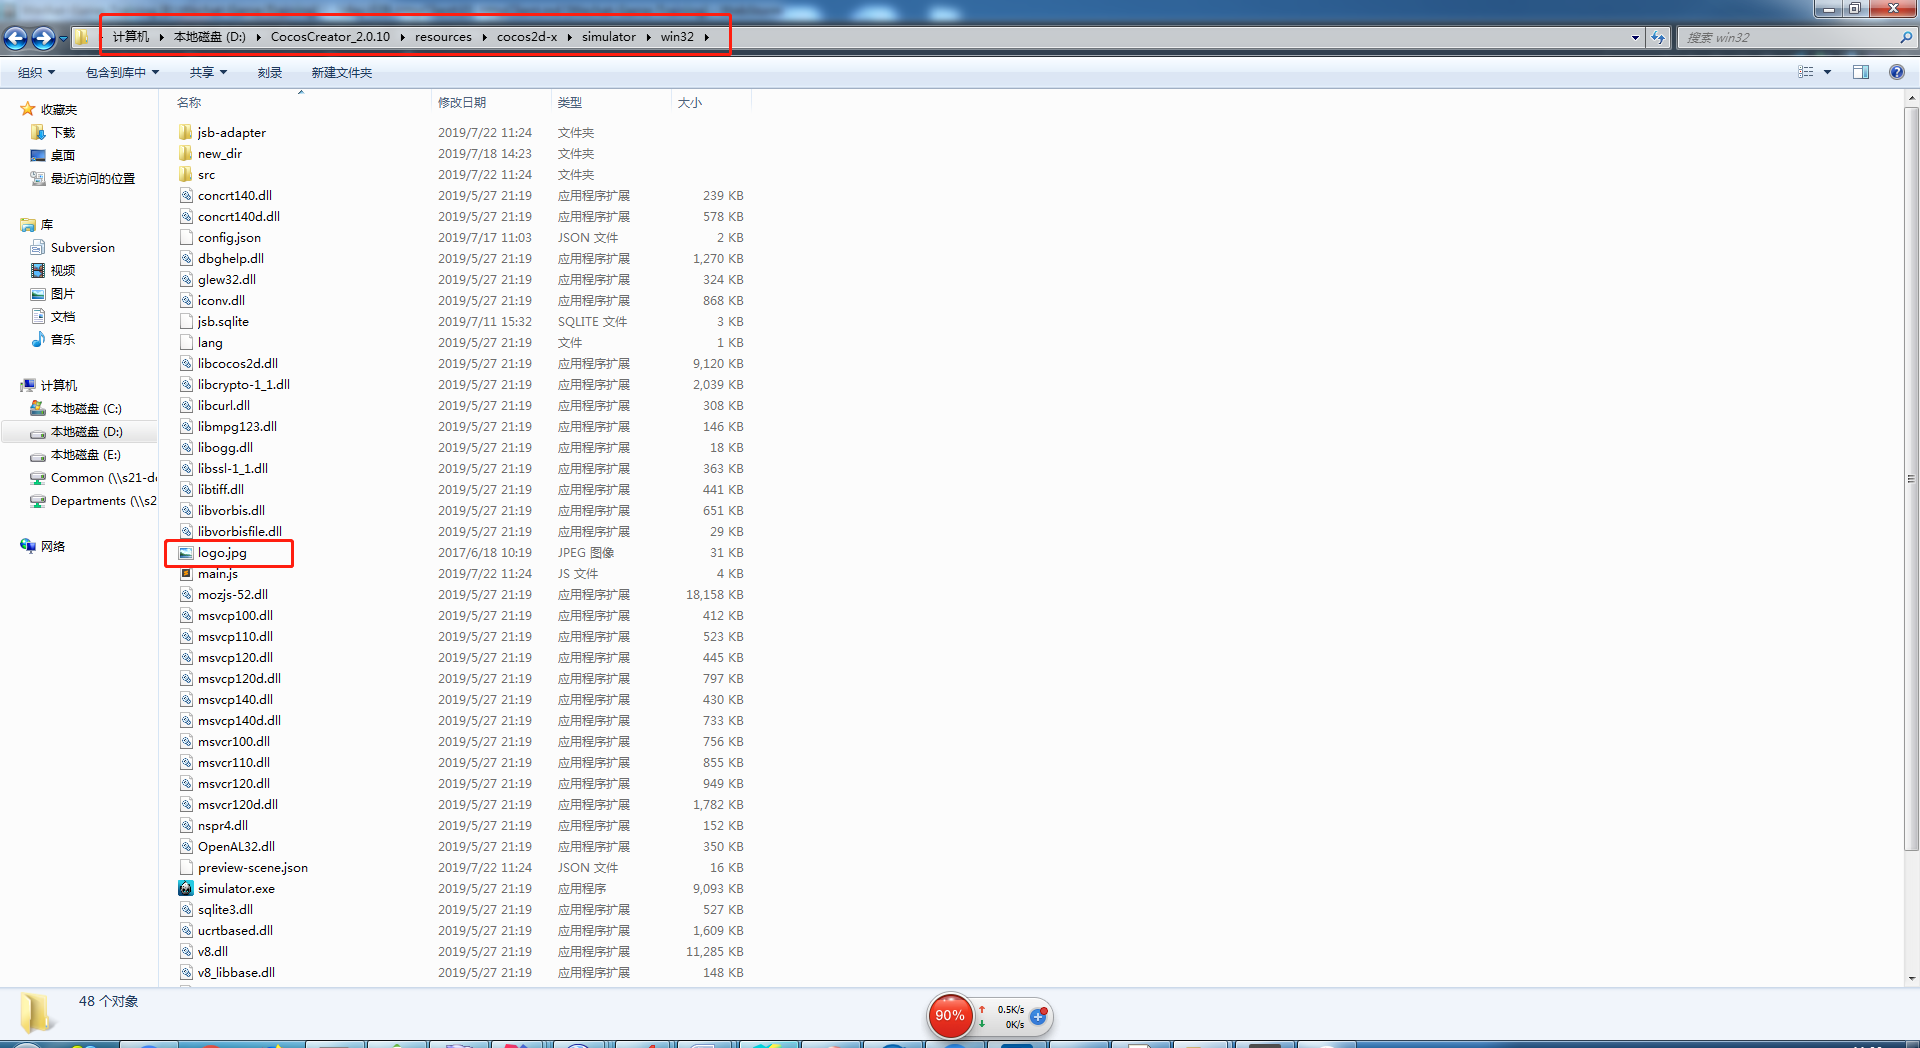 计算机 本地磁盘 (D:) CocosCreator_2.0.10 resources cocos2d-x simulator win32 搜索 win32
组织 包含到库中 共享 刻录 新建文件夹
收藏夹
下载
桌面
最近访问的位置
库
Subversion
视频
图片
文档
音乐
计算机
本地磁盘 (C:)
本地磁盘 (D:)
本地磁盘 (E:)
Common (\\s21-d
Departments (\\s2
网络
名称 修改日期 类型 大小
jsb-adapter 2019/7/22 11:24 文件夹
new_dir 2019/7/18 14:23 文件夹
src 2019/7/22 11:24 文件夹
concrt140.dll 2019/5/27 21:19 应用程序扩展 239 KB
concrt140d.dll 2019/5/27 21:19 应用程序扩展 578 KB
config.json 2019/7/17 11:03 JSON 文件 2 KB
dbghelp.dll 2019/5/27 21:19 应用程序扩展 1,270 KB
glew32.dll 2019/5/27 21:19 应用程序扩展 324 KB
iconv.dll 2019/5/27 21:19 应用程序扩展 868 KB
jsb.sqlite 2019/7/11 15:32 SQLITE 文件 3 KB
lang 2019/5/27 21:19 文件 1 KB
libcocos2d.dll 2019/5/27 21:19 应用程序扩展 9,120 KB
libcrypto-1_1.dll 2019/5/27 21:19 应用程序扩展 2,039 KB
libcurl.dll 2019/5/27 21:19 应用程序扩展 308 KB
libmpg123.dll 2019/5/27 21:19 应用程序扩展 146 KB
libogg.dll 2019/5/27 21:19 应用程序扩展 18 KB
libssl-1_1.dll 2019/5/27 21:19 应用程序扩展 363 KB
libtiff.dll 2019/5/27 21:19 应用程序扩展 441 KB
libvorbis.dll 2019/5/27 21:19 应用程序扩展 651 KB
libvorbisfile.dll 2019/5/27 21:19 应用程序扩展 29 KB
logo.jpg 2017/6/18 10:19 JPEG 图像 31 KB
main.js 2019/7/22 11:24 JS 文件 4 KB
mozjs-52.dll 2019/5/27 21:19 应用程序扩展 18,158 KB
msvcp100.dll 2019/5/27 21:19 应用程序扩展 412 KB
msvcp110.dll 2019/5/27 21:19 应用程序扩展 523 KB
msvcp120.dll 2019/5/27 21:19 应用程序扩展 445 KB
msvcp120d.dll 2019/5/27 21:19 应用程序扩展 797 KB
msvcp140.dll 2019/5/27 21:19 应用程序扩展 430 KB
msvcp140d.dll 2019/5/27 21:19 应用程序扩展 733 KB
msvcr100.dll 2019/5/27 21:19 应用程序扩展 756 KB
msvcr110.dll 2019/5/27 21:19 应用程序扩展 855 KB
msvcr120.dll 2019/5/27 21:19 应用程序扩展 949 KB
msvcr120d.dll 2019/5/27 21:19 应用程序扩展 1,782 KB
nspr4.dll 2019/5/27 21:19 应用程序扩展 152 KB
OpenAL32.dll 2019/5/27 21:19 应用程序扩展 350 KB
preview-scene.json 2019/7/22 11:24 JSON 文件 16 KB
simulator.exe 2019/5/27 21:19 应用程序 9,093 KB
sqlite3.dll 2019/5/27 21:19 应用程序扩展 527 KB
ucrtbased.dll 2019/5/27 21:19 应用程序扩展 1,609 KB
v8.dll 2019/5/27 21:19 应用程序扩展 11,285 KB
v8_libbase.dll 2019/5/27 21:19 应用程序扩展 148 KB
48 个对象
90% 0.5K/s
0K/s